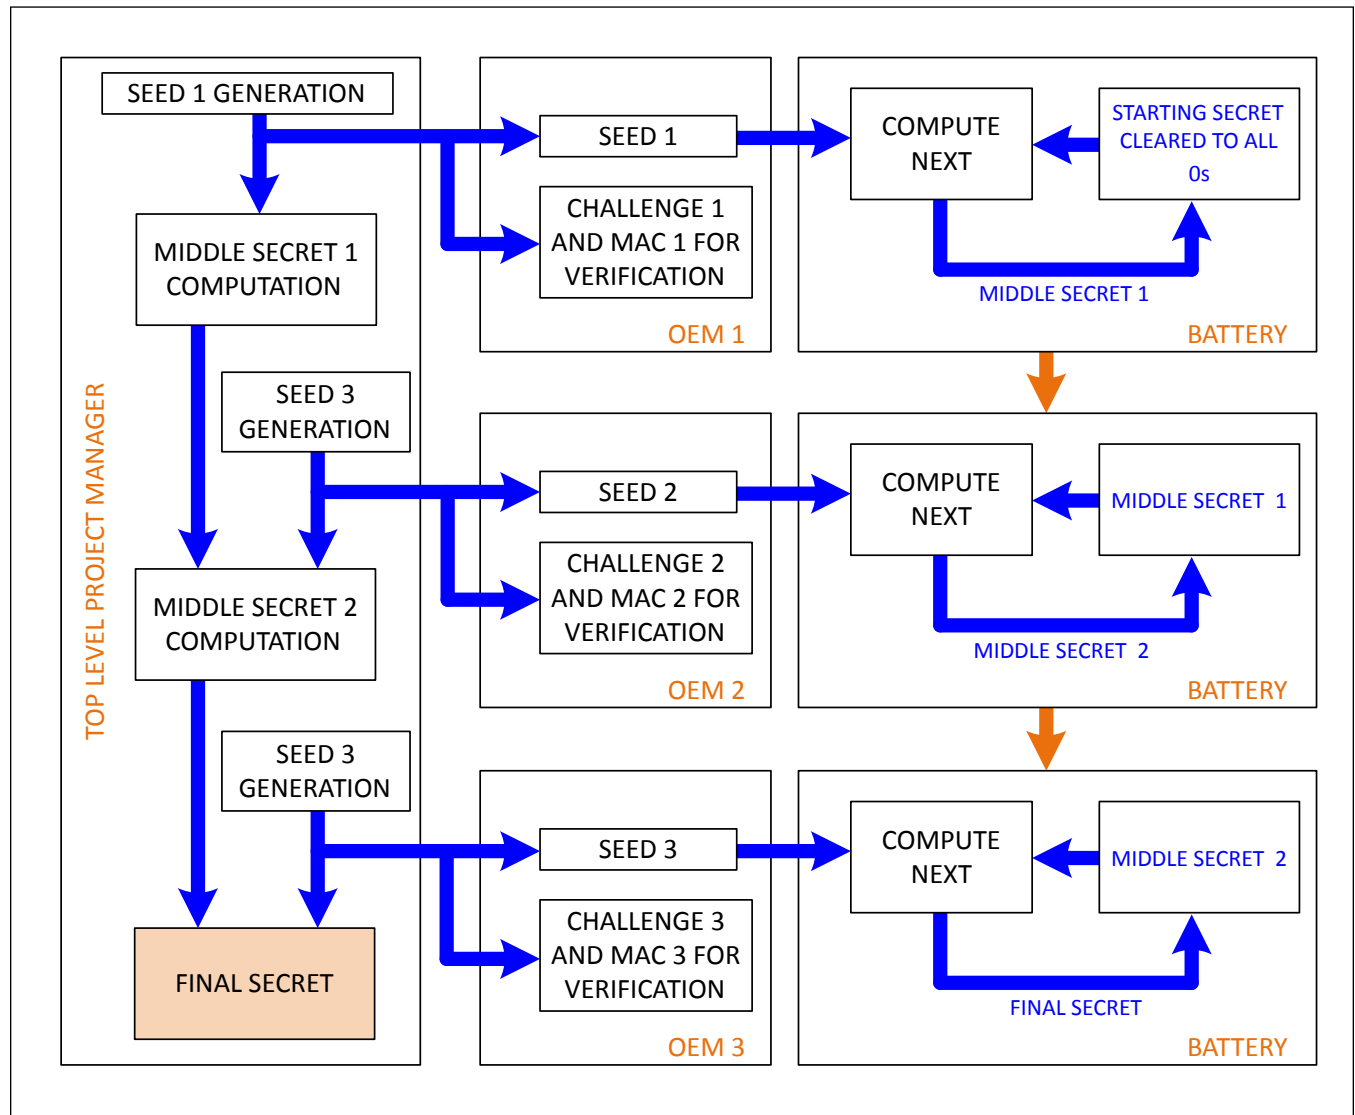 TOP LEVEL PROJECT MANAGER
SEED 1 GENERATION
MIDDLE SECRET 1
COMPUTATION
SEED 3
GENERATION
MIDDLE SECRET 2
COMPUTATION
SEED 3
GENERATION
FINAL SECRET
SEED 1
CHALLENGE 1
AND MAC 1 FOR
VERIFICATION
OEM 1
COMPUTE
NEXT
STARTING SECRET
CLEARED TO ALL
0s
MIDDLE SECRET 1
BATTERY
SEED 2
CHALLENGE 2
AND MAC 2 FOR
VERIFICATION
OEM 2
COMPUTE
NEXT
MIDDLE SECRET 1
MIDDLE SECRET 2
BATTERY
SEED 3
CHALLENGE 3
AND MAC 3 FOR
VERIFICATION
OEM 3
COMPUTE
NEXT
MIDDLE SECRET 2
FINAL SECRET
BATTERY